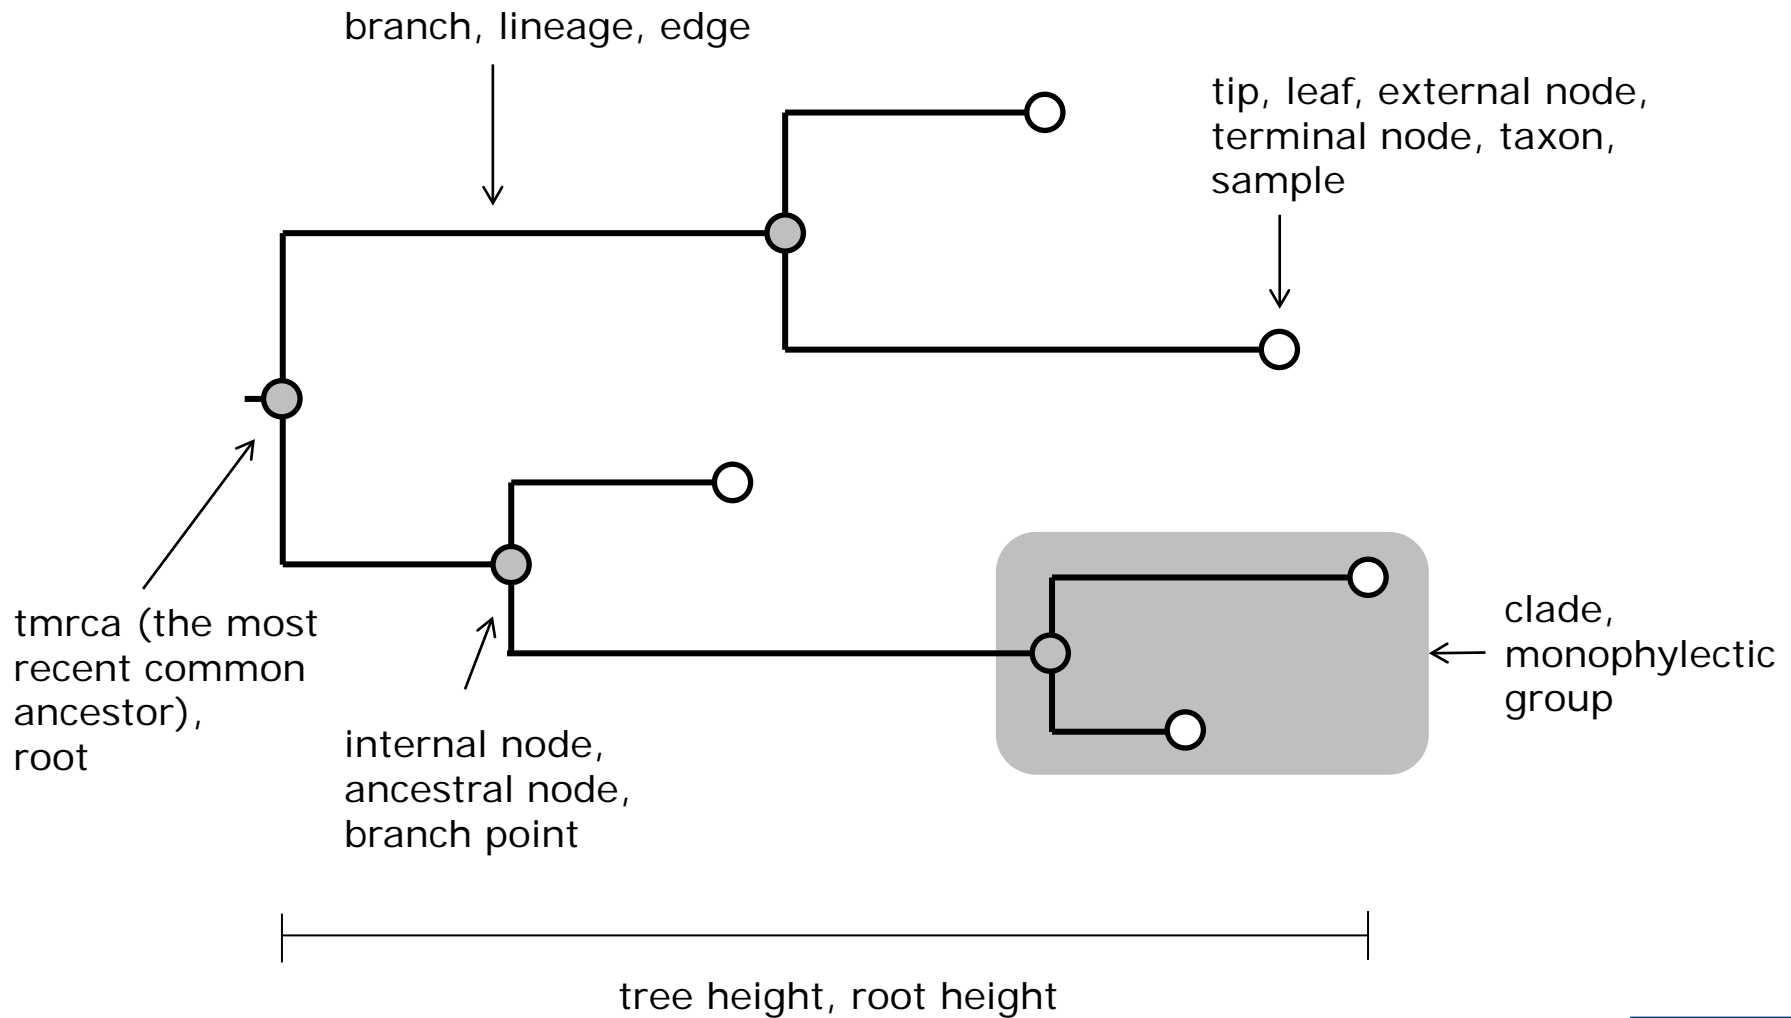 branch, lineage, edge
tip, leaf, external node,
terminal node, taxon,
sample
tmrca (the most
recent common
ancestor),
root
internal node,
ancestral node,
branch point
clade,
monophylectic
group
tree height, root height